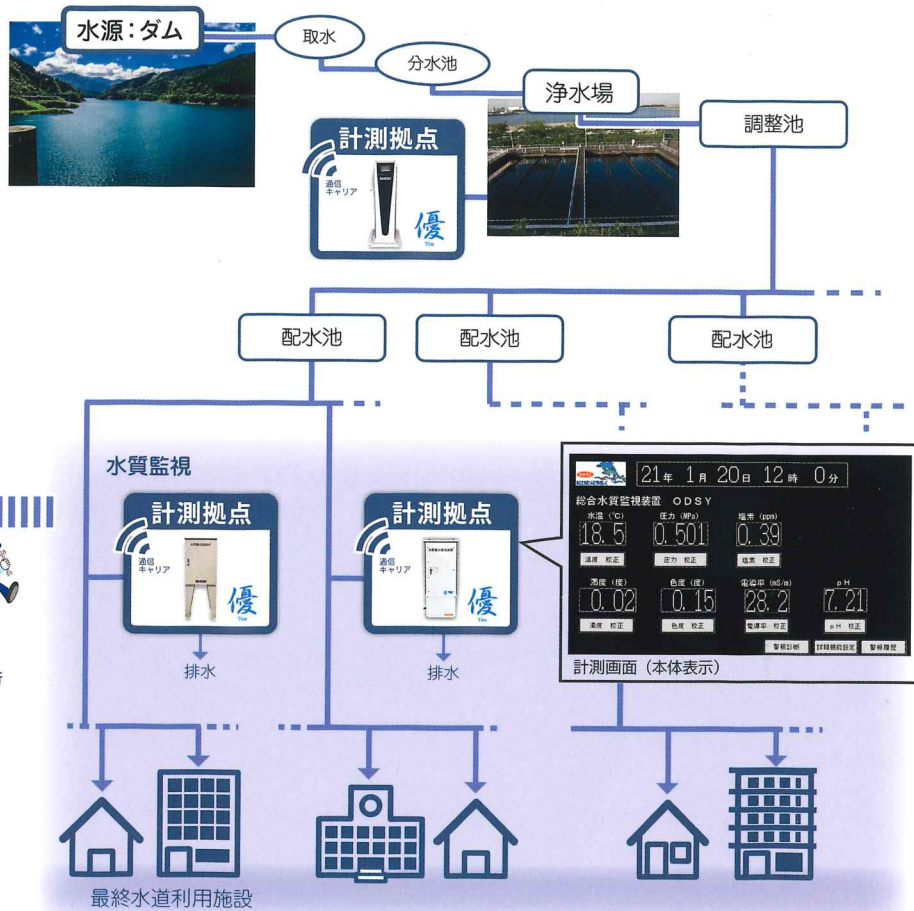 水源：ダム
取水
分水池
浄水場
調整池
計測拠点
通信
キャリア
優
配水池
配水池
配水池
水質監視
計測拠点
通信
キャリア
優
排水
計測拠点
通信
キャリア
優
排水
21年 1月 20日 12時 0分
総合水質監視装置 ODSY
水温 (℃) 圧力 (MPa) 塩素 (ppm)
18.5 0.501 0.39
温度 校正 圧力 校正 塩素 校正
濁度 (度) 色度 (度) 電導率 (mS/m) pH
0.02 0.15 28.2 7.21
濁度 校正 色度 校正 電導率 校正 pH 校正
警報診断 詳細機能設定 警報履歴
計測画面（本体表示）
最終水道利用施設